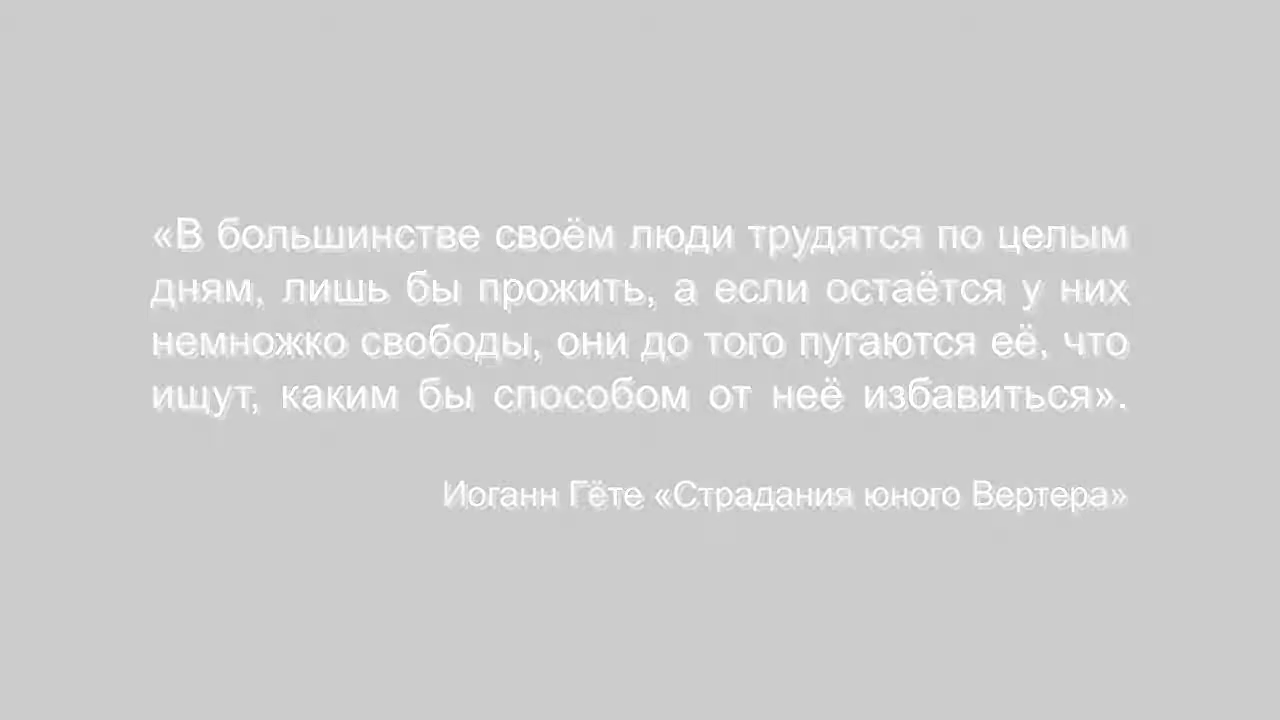 «В большинстве своём люди трудятся по целым
дням, лишь бы прожить, а если остаётся у них
немножко свободы, они до того пугаются её, что
ищут, каким бы способом от неё избавиться».
Иоганн Гёте «Страдания юного Вертера»